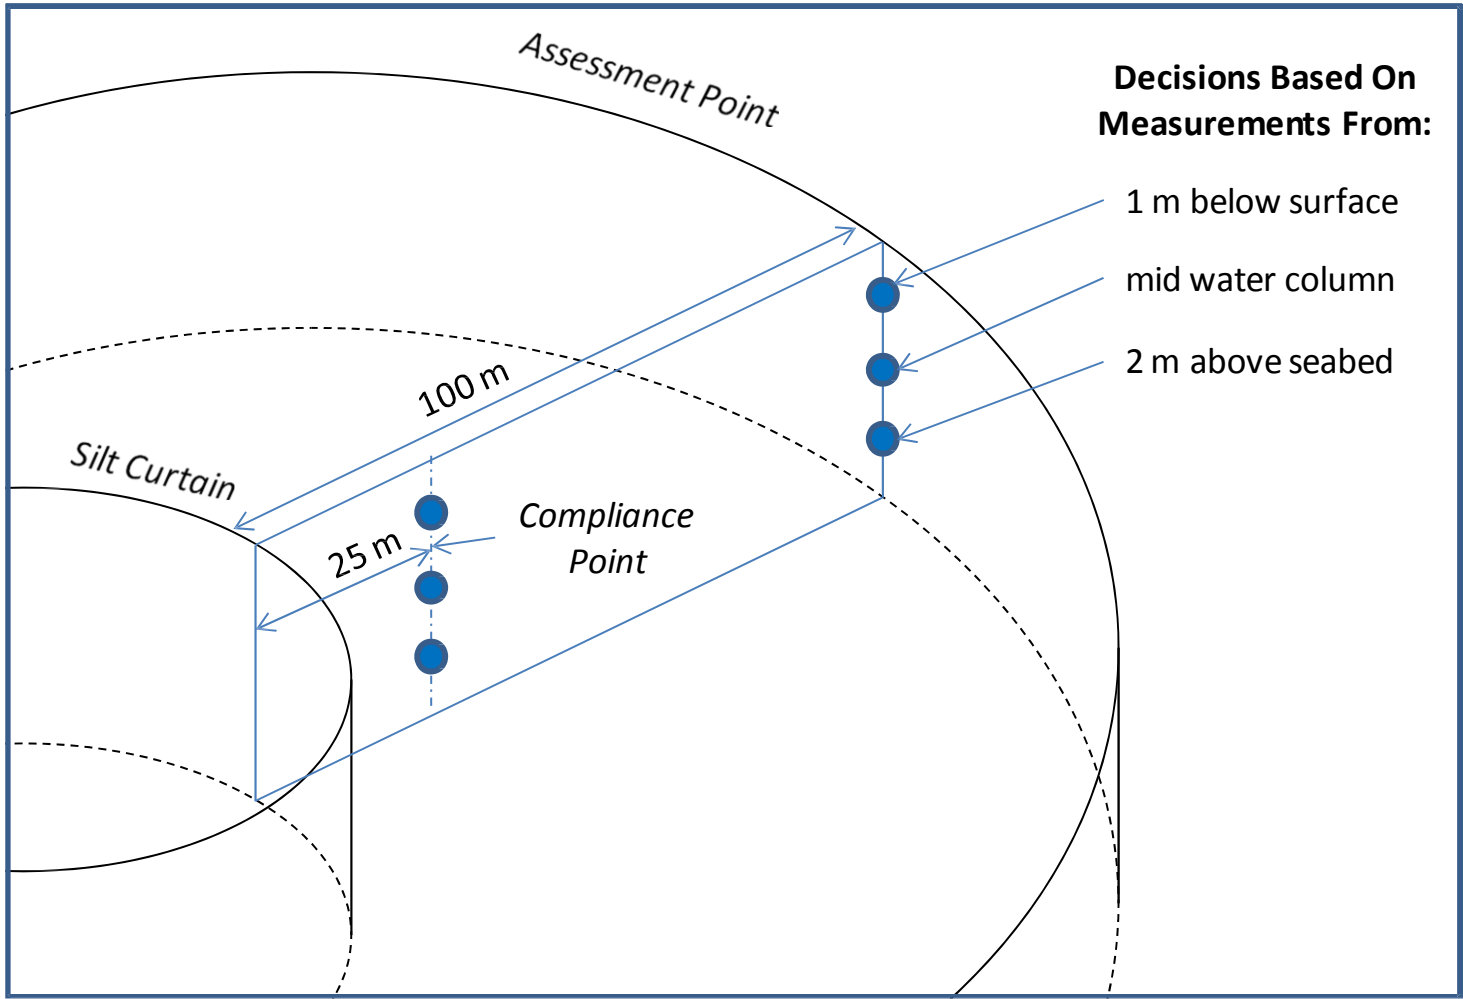 Assessment Point
Decisions Based On
Measurements From:
1 m below surface
mid water column
2 m above seabed
100 m
Silt Curtain
25 m
Compliance
Point